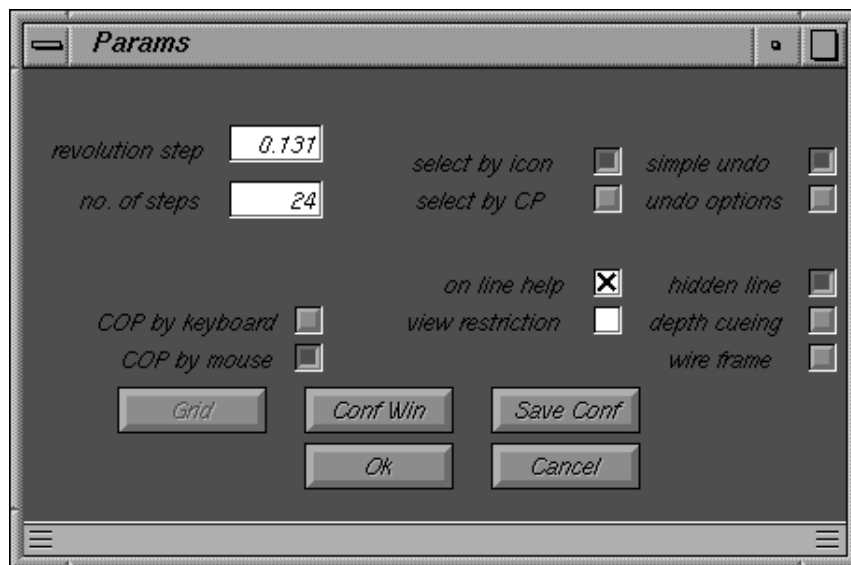 Params
revolution step 0.131
no. of steps 24
select by icon
select by CP
simple undo
undo options
on line help
view restriction
hidden line
depth cueing
wire frame
COP by keyboard
COP by mouse
Grid
Conf Win
Save Conf
Ok
Cancel